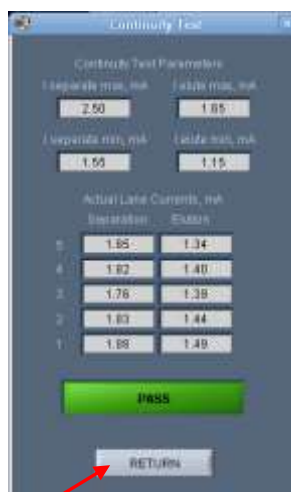 Continuity Test
Continuity Test Parameters
I separate max, mA I elute max, mA
2.50 1.85
I separate min, mA I elute min, mA
1.55 1.15
Actual Lane Currents, mA
Separation Elution
5 1.85 1.34
4 1.82 1.40
3 1.76 1.39
2 1.83 1.44
1 1.88 1.49
PASS
RETURN